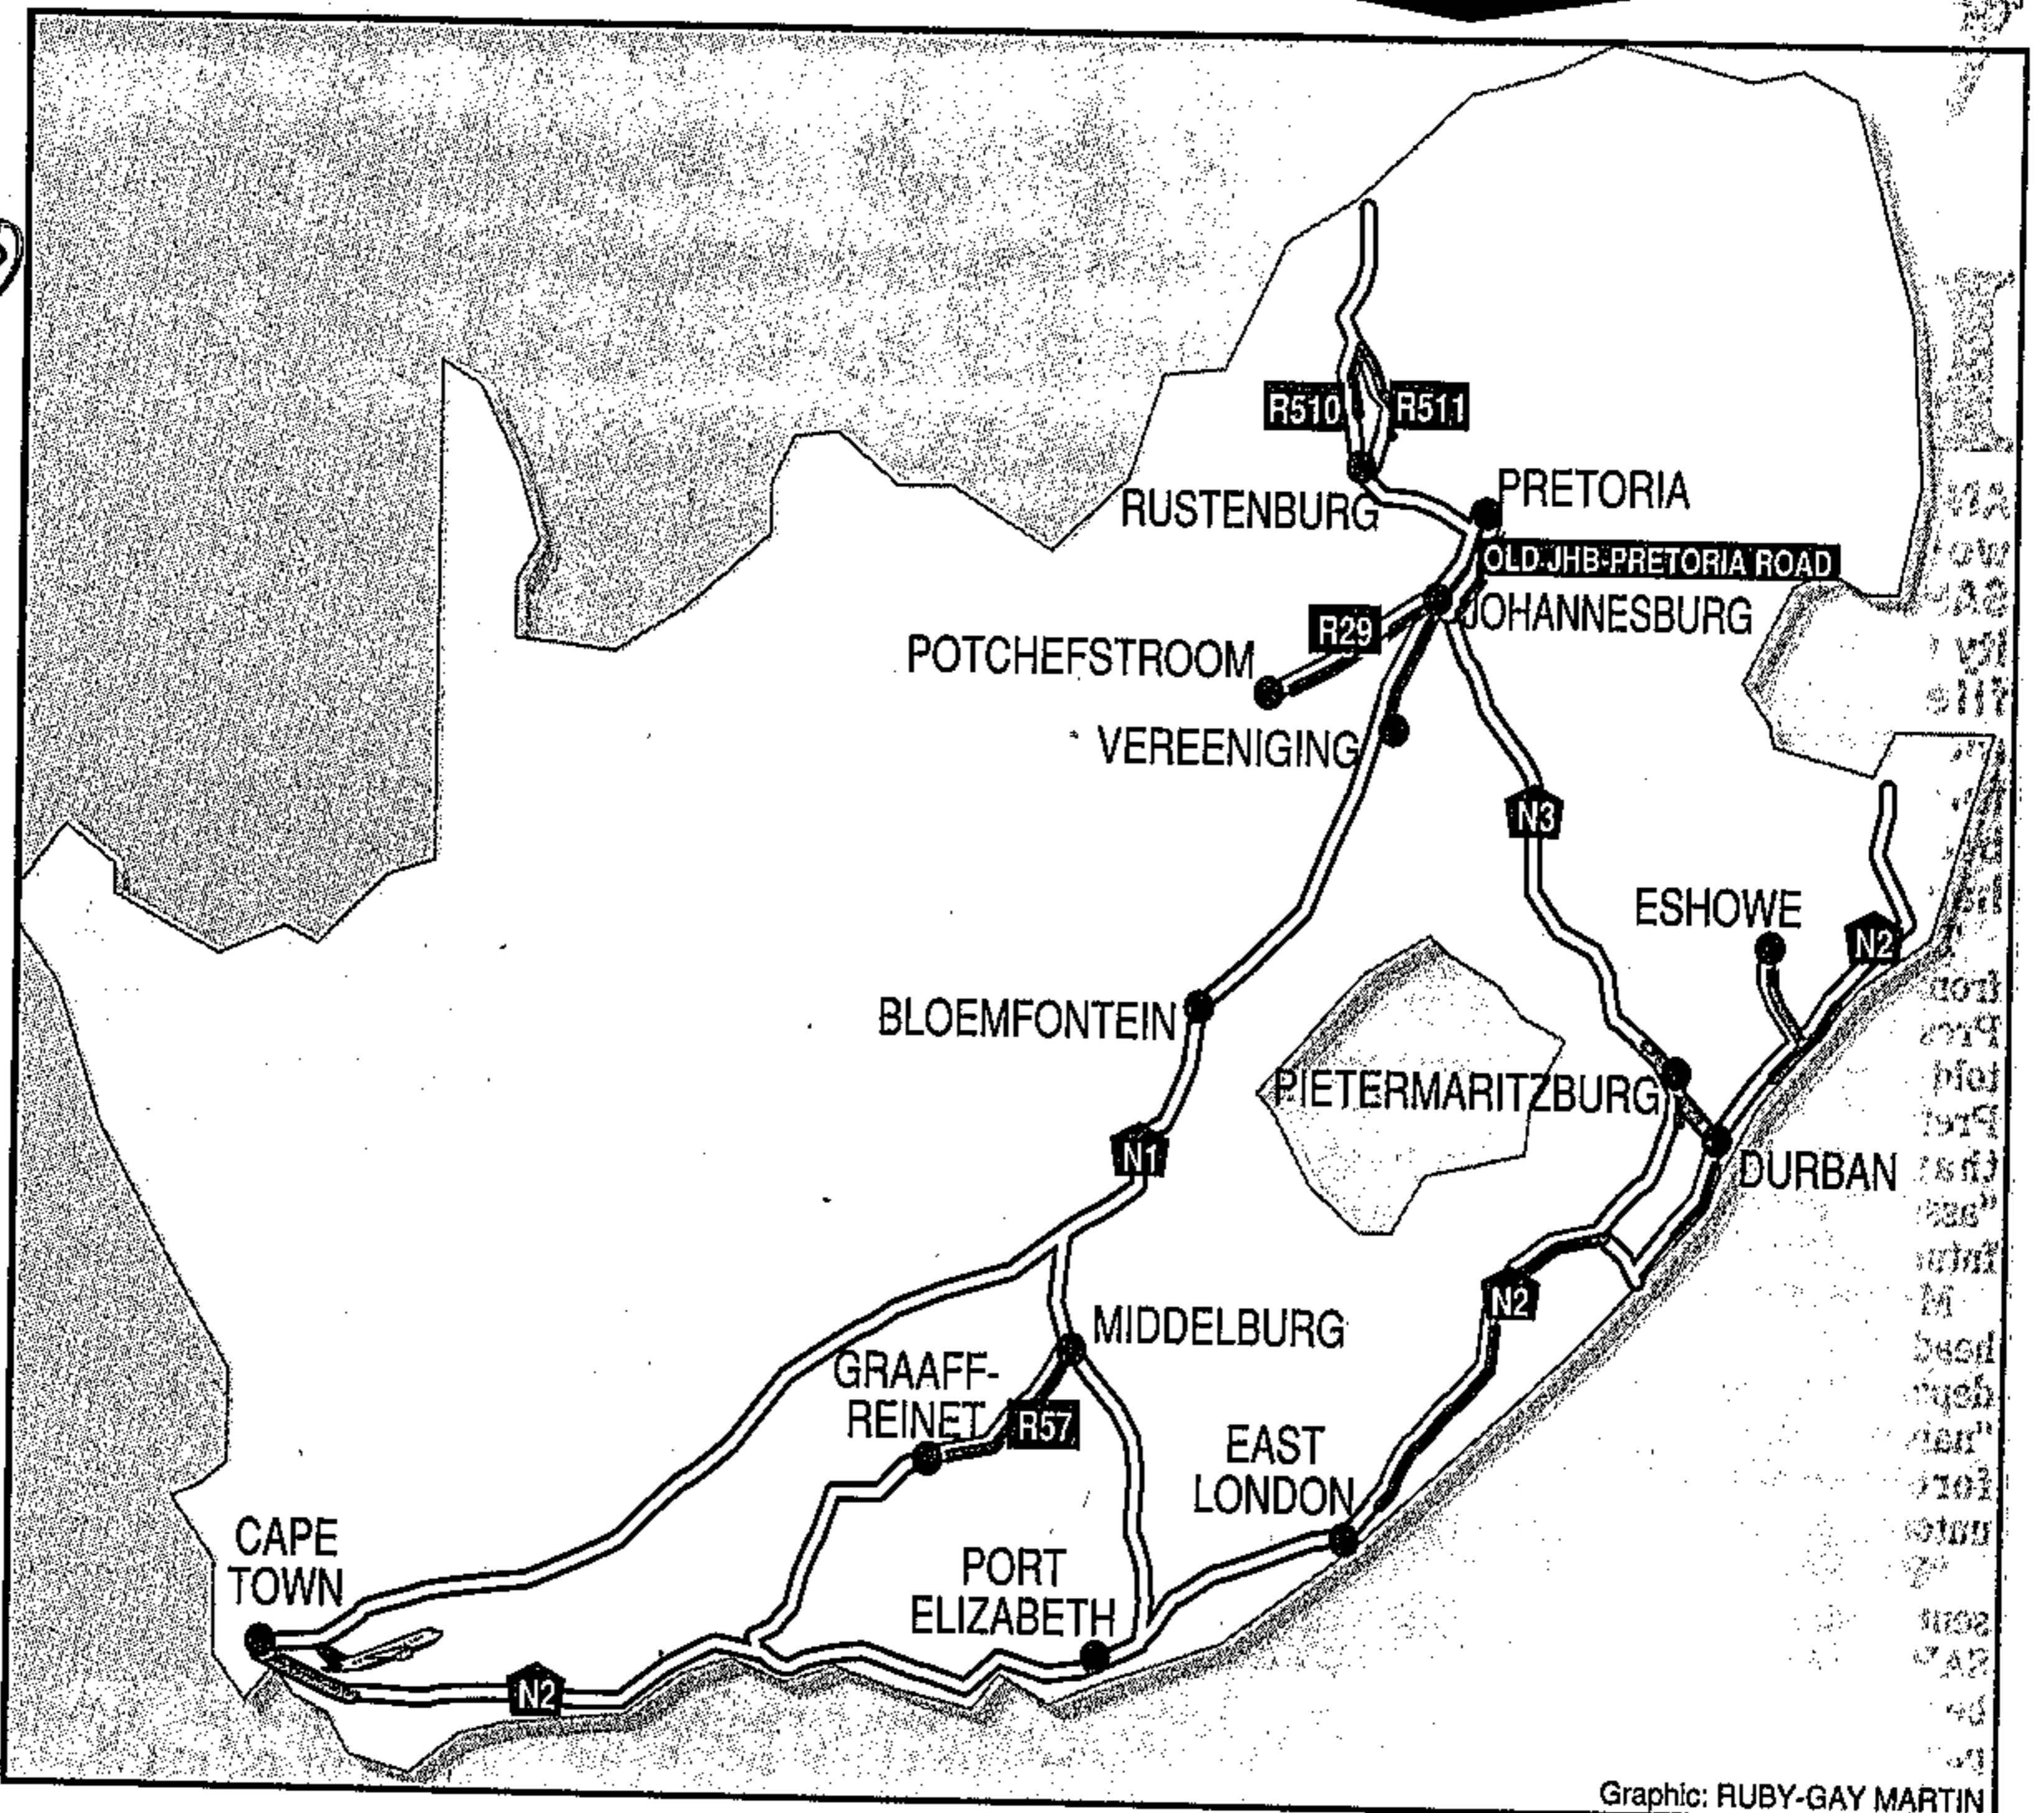 R510
R511
RUSTENBURG
PRETORIA
OLD JHB-PRETORIA ROAD
JOHANNESBURG
R29
POTCHEFSTROOM
VEREENIGING
N3
ESHOWE
N2
BLOEMFONTEIN
PIETERMARITZBURG
N1
DURBAN
N2
MIDDELBURG
GRAAFF-
REINET
R57
EAST
LONDON
CAPE
TOWN
PORT
ELIZABETH
N2
Graphic: RUBY-GAY MARTIN